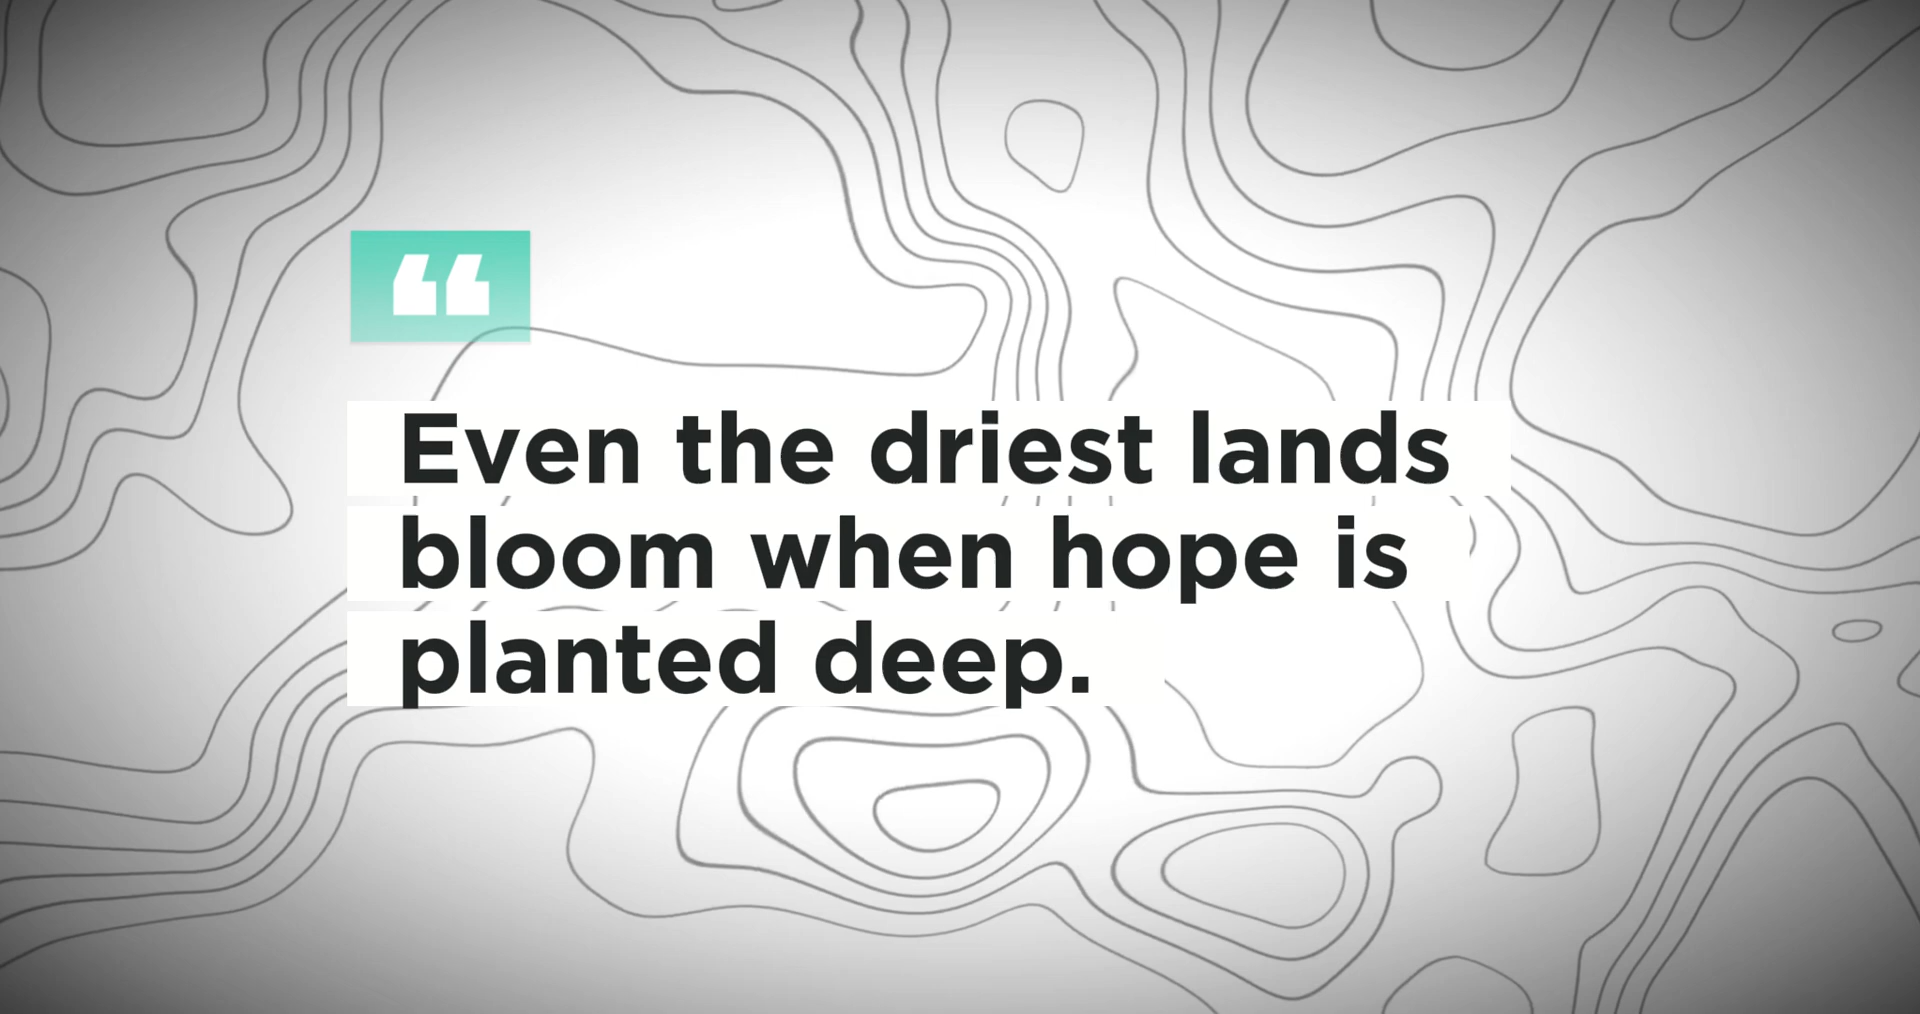 “
Even the driest lands
bloom when hope is
planted deep.